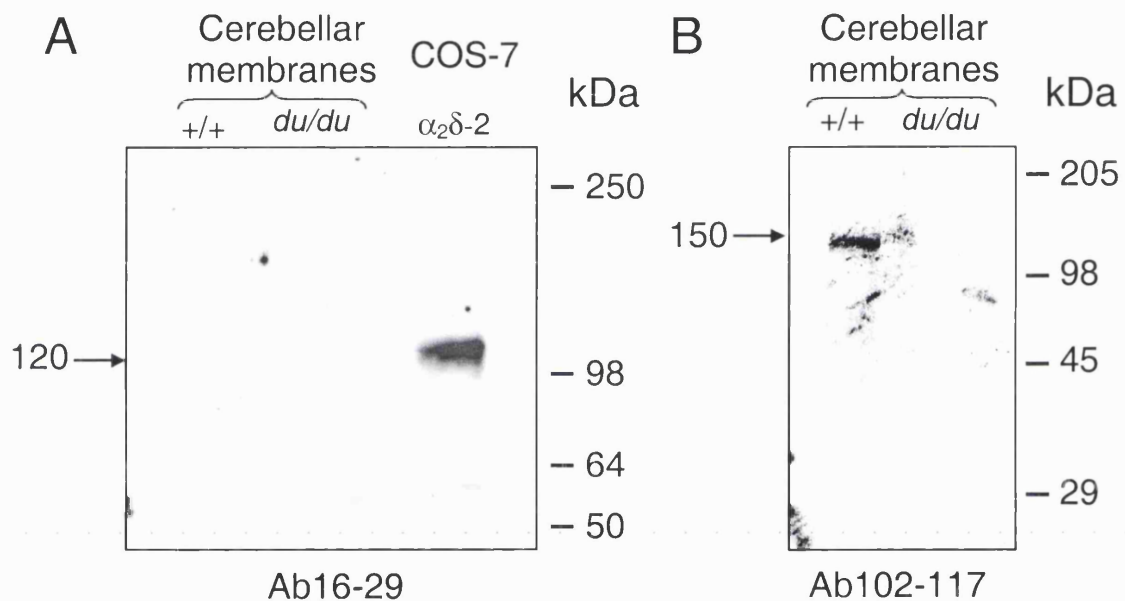 A
Cerebellar
membranes
COS-7
kDa
+/+
du/du
α₂δ-2
250
120
98
64
50
Ab16-29
B
Cerebellar
membranes
kDa
+/+
du/du
205
150
98
45
29
Ab102-117